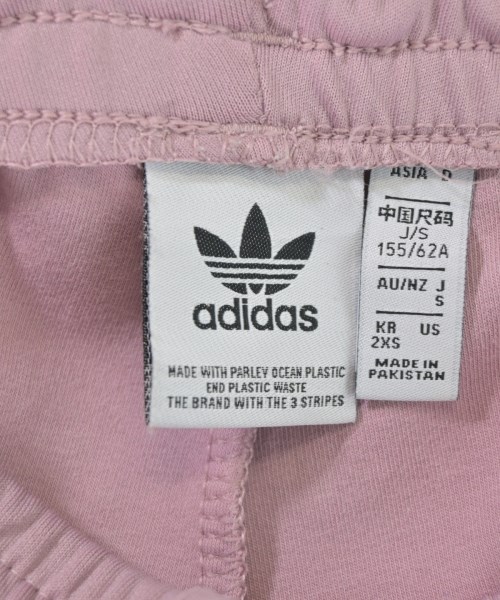 adidas
MADE WITH PARLEY OCEAN PLASTIC
END PLASTIC WASTE
THE BRAND WITH THE 3 STRIPES
ASIA
中国尺码
J/S
155/62A
AU/NZ J
S
KR US
2XS
MADE IN
PAKISTAN